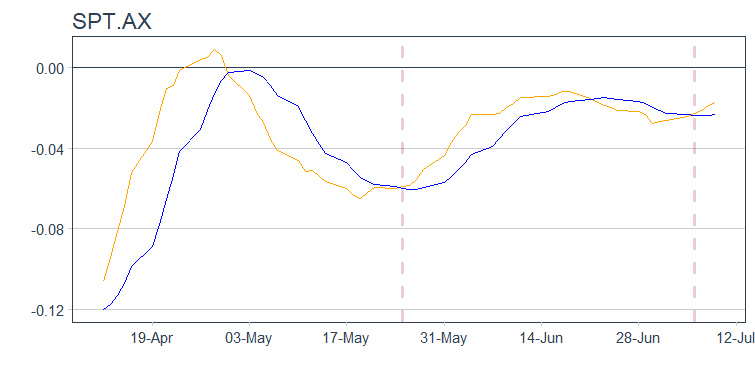 SPT.AX
0.00
-0.04
-0.08
-0.12
19-Apr
03-May
17-May
31-May
14-Jun
28-Jun
12-Jul